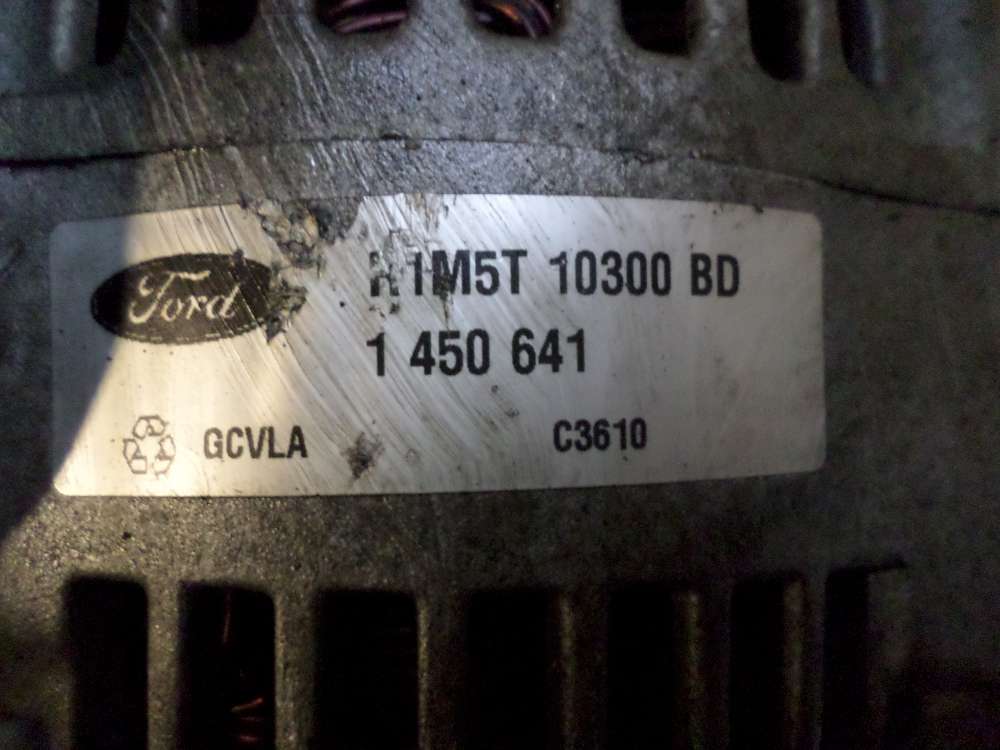 Ford
1M5T 10300 BD
1 450 641
GCVLA
C3610